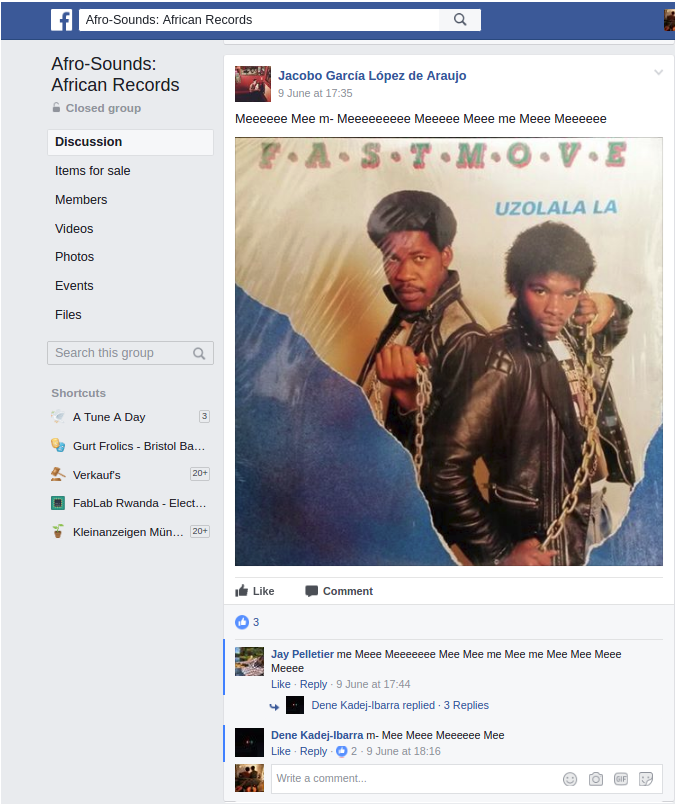 Afro-Sounds: African Records
Afro-Sounds:
African Records
Closed group
Discussion
Items for sale
Members
Videos
Photos
Events
Files
Search this group
Shortcuts
A Tune A Day 3
Gurt Frolics - Bristol Ba...
Verkauf's 20+
FabLab Rwanda - Elect...
Kleinanzeigen Mün... 20+
Jacobo García López de Araujo
9 June at 17:35
Meeeeee Mee m- Meeeeeeeee Meeeee Meee me Meee Meeeeee
F·A·S·T·M·O·V·E
UZOLALA LA
Like Comment
3
Jay Pelletier me Meee Meeeeeee Mee Mee me Mee me Mee Mee Meee
Meeee
Like · Reply · 9 June at 17:44
Dene Kadej-Ibarra replied · 3 Replies
Dene Kadej-Ibarra m- Mee Meee Meeeeee Mee
Like · Reply · 2 · 9 June at 18:16
Write a comment...
GIF